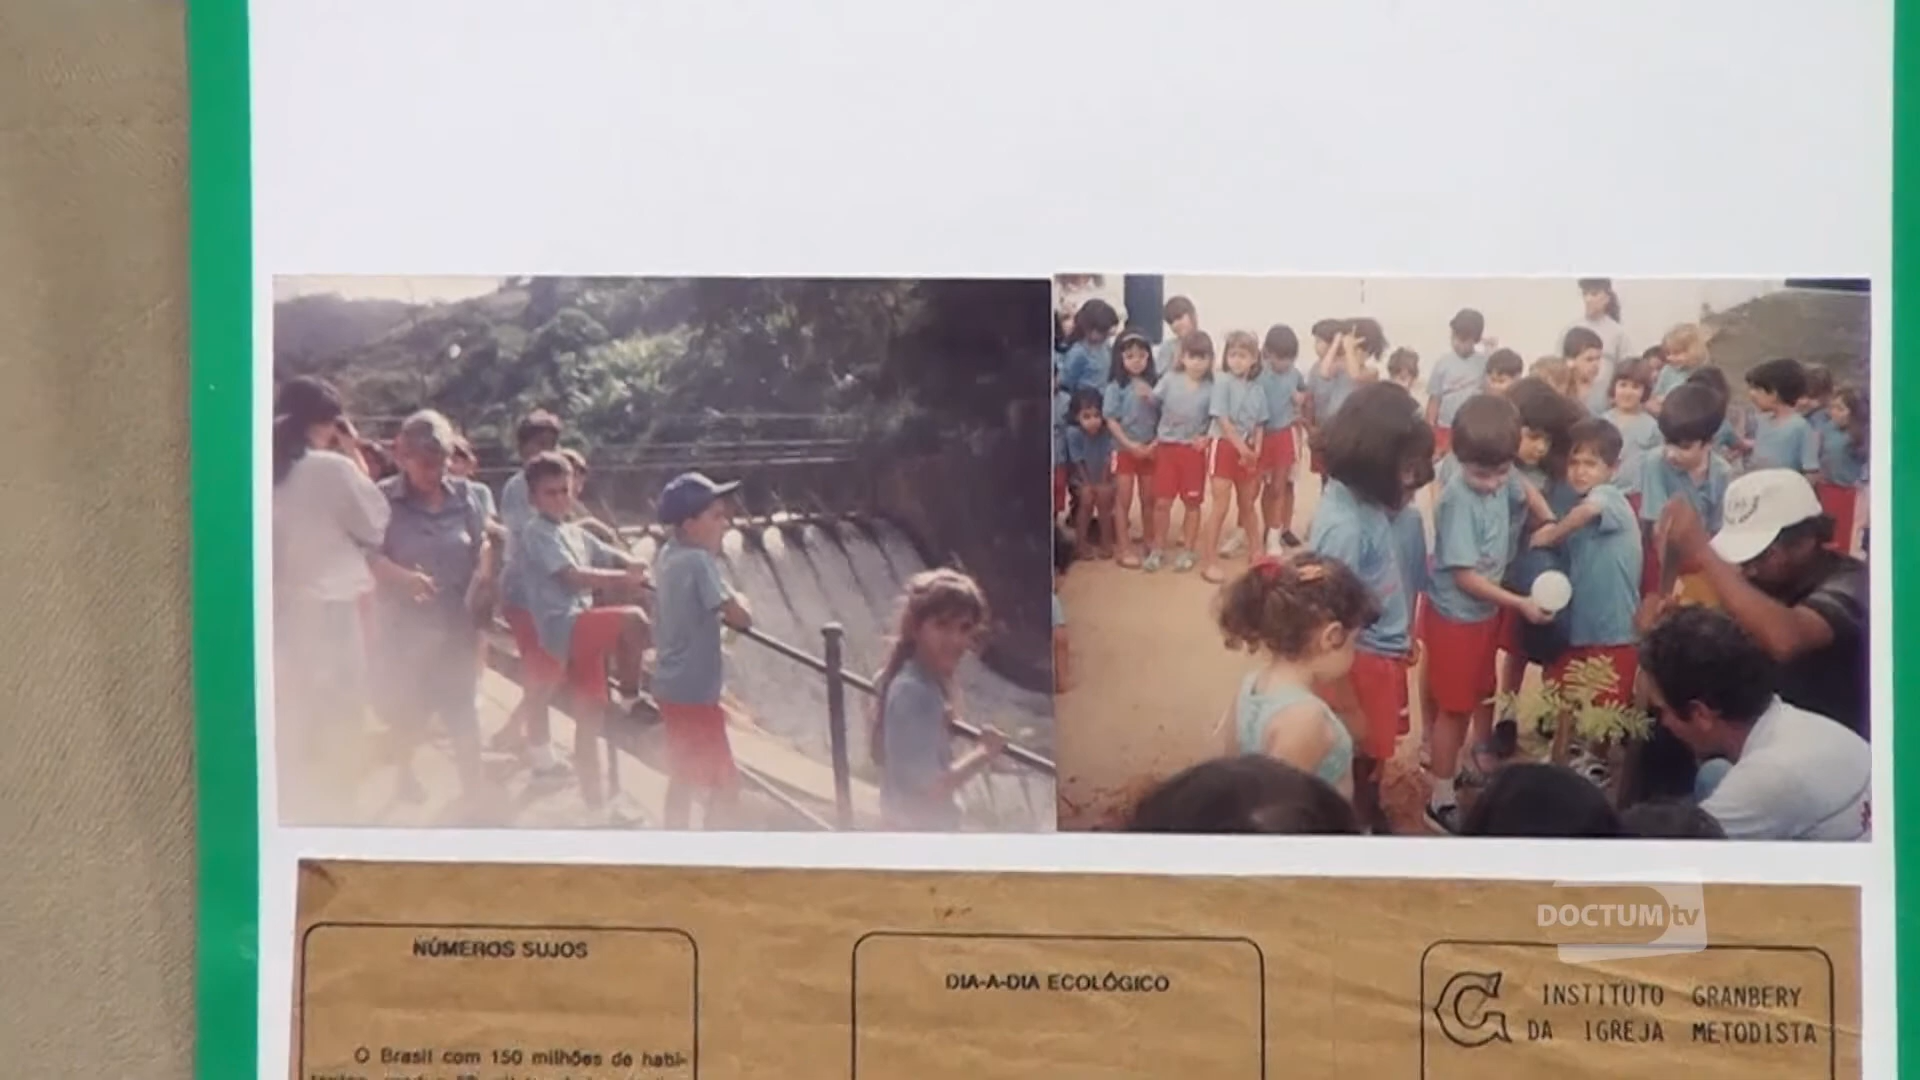 DOCTUM tv
NÚMEROS SUJOS
O Brasil com 150 milhões de habi-
DIA-A-DIA ECOLÓGICO
INSTITUTO GRANBERY
DA IGREJA METODISTA